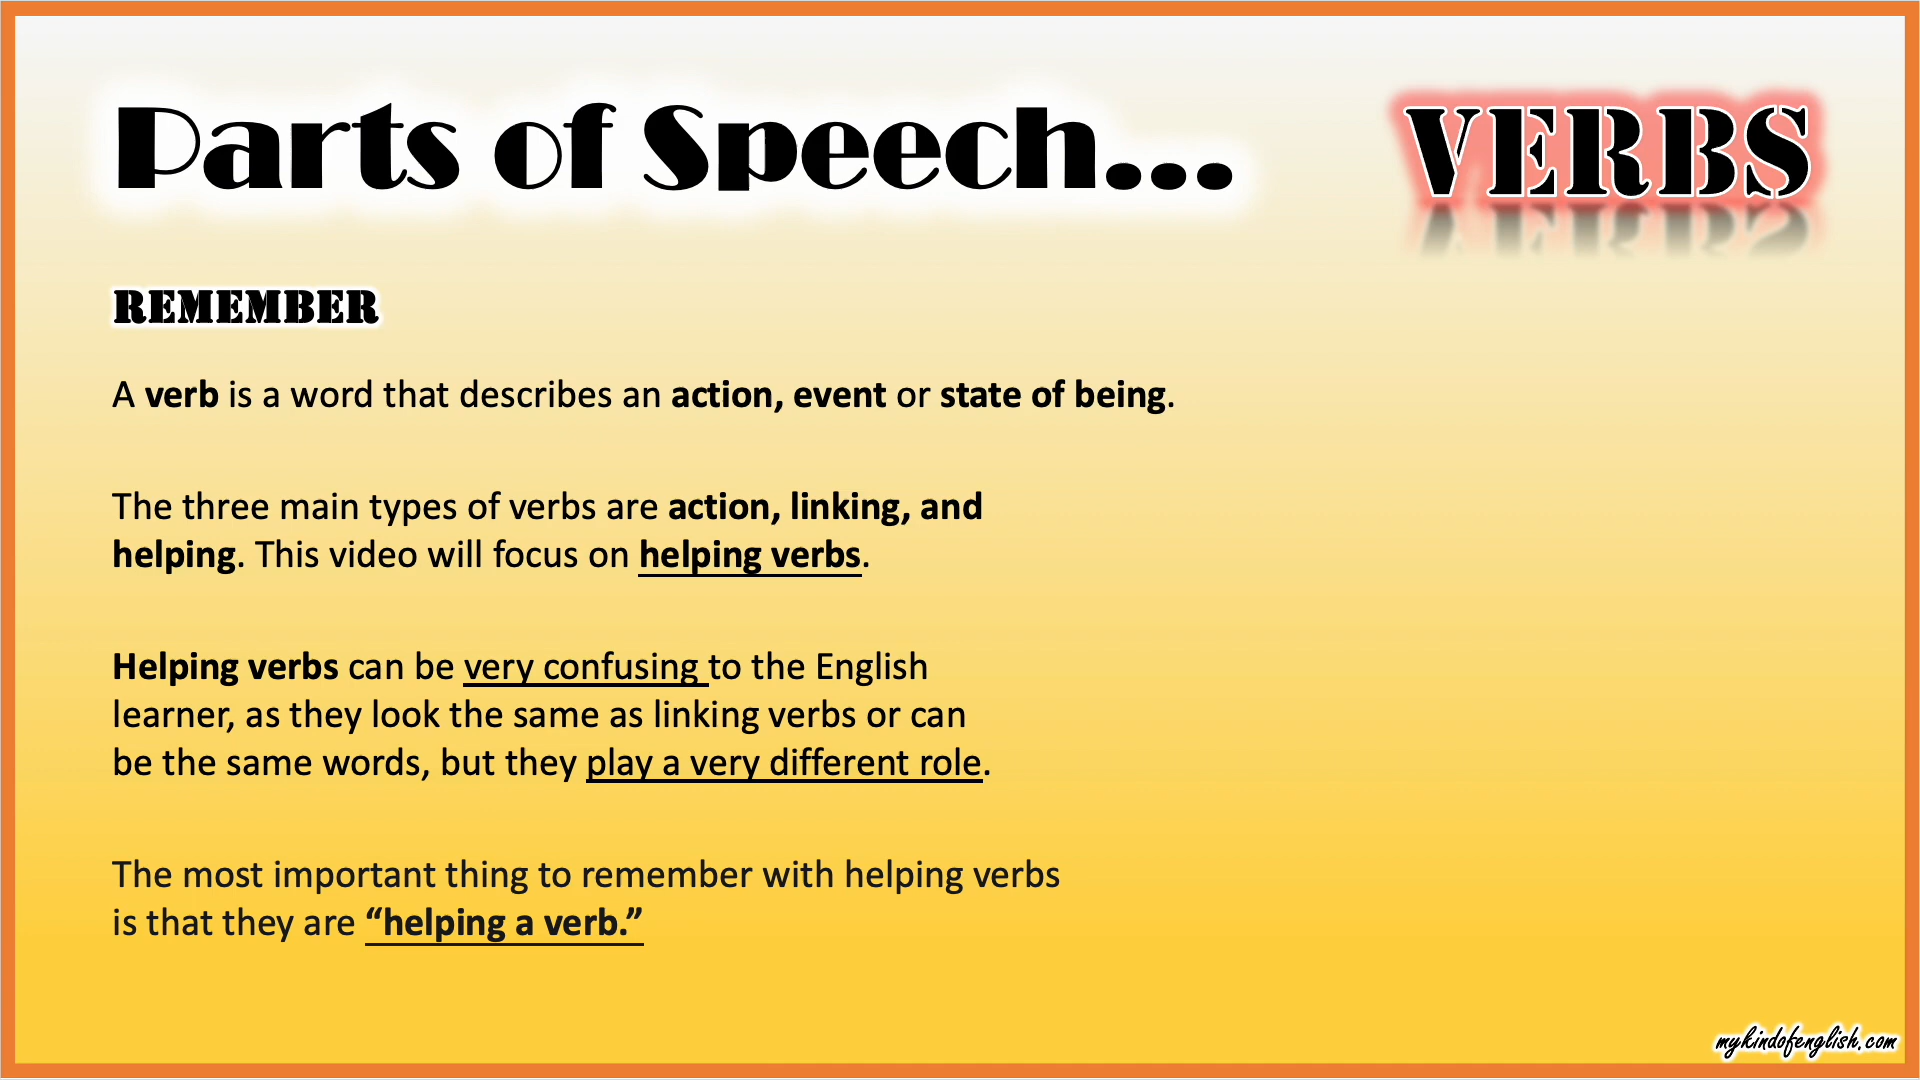 Parts of Speech...
VERBS
REMEMBER
A verb is a word that describes an action, event or state of being.
The three main types of verbs are action, linking, and
helping. This video will focus on helping verbs.
Helping verbs can be very confusing to the English
learner, as they look the same as linking verbs or can
be the same words, but they play a very different role.
The most important thing to remember with helping verbs
is that they are “helping a verb.”
mykindofenglish.com